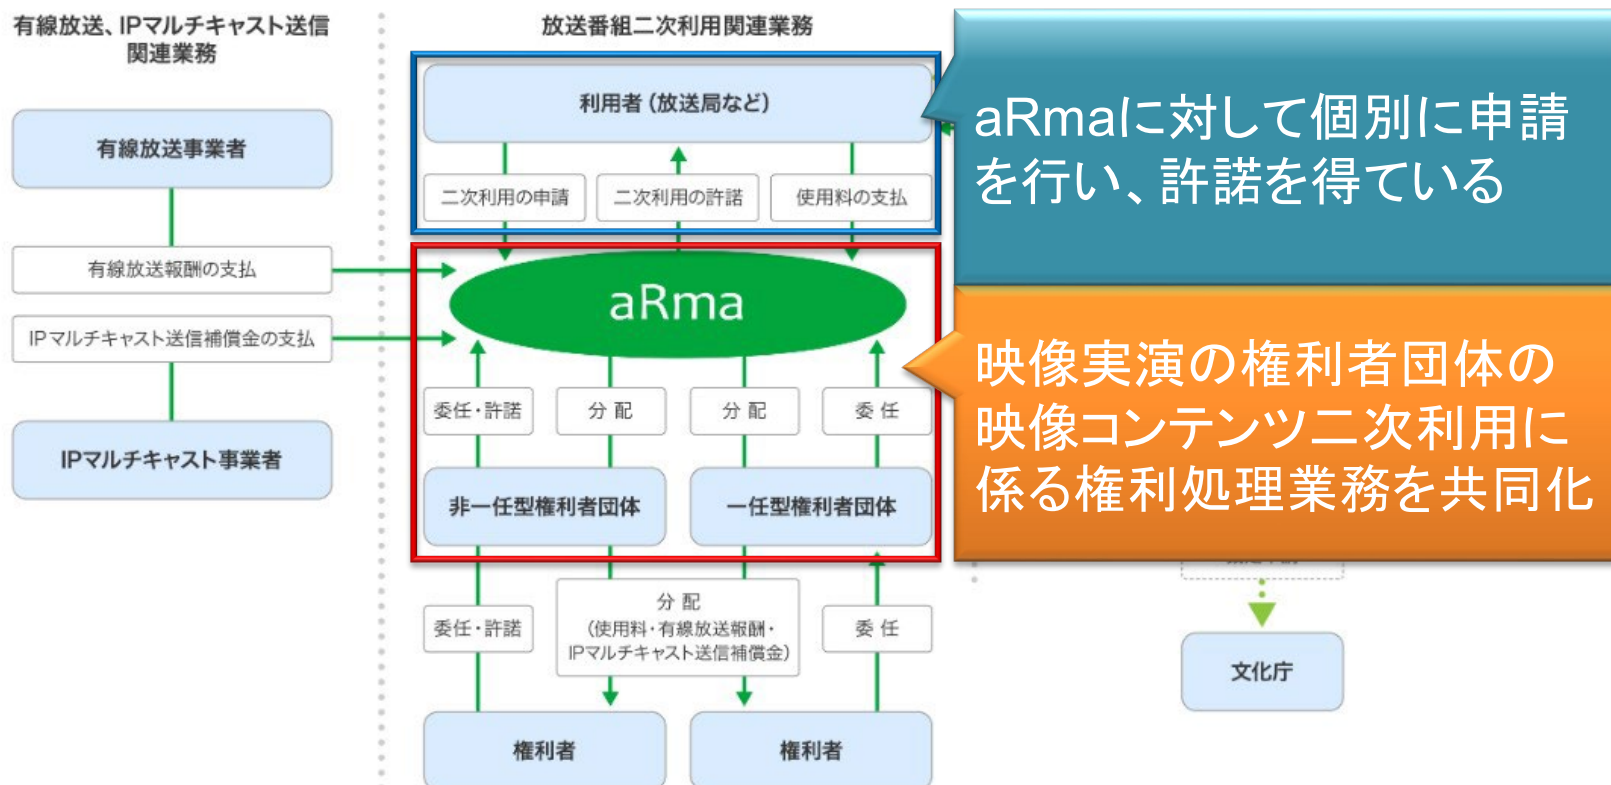 有線放送、IPマルチキャスト送信
関連業務
有線放送事業者
有線放送報酬の支払
IPマルチキャスト送信補償金の支払
IPマルチキャスト事業者
放送番組二次利用関連業務
利用者（放送局など）
二次利用の申請
二次利用の許諾
使用料の支払
aRma
委任・許諾
分配
分配
委任
非一任型権利者団体
一任型権利者団体
委任・許諾
分配
（使用料・有線放送報酬・
IPマルチキャスト送信補償金）
委任
権利者
権利者
aRmaに対して個別に申請
を行い、許諾を得ている
映像実演の権利者団体の
映像コンテンツ二次利用に
係る権利処理業務を共同化
文化庁